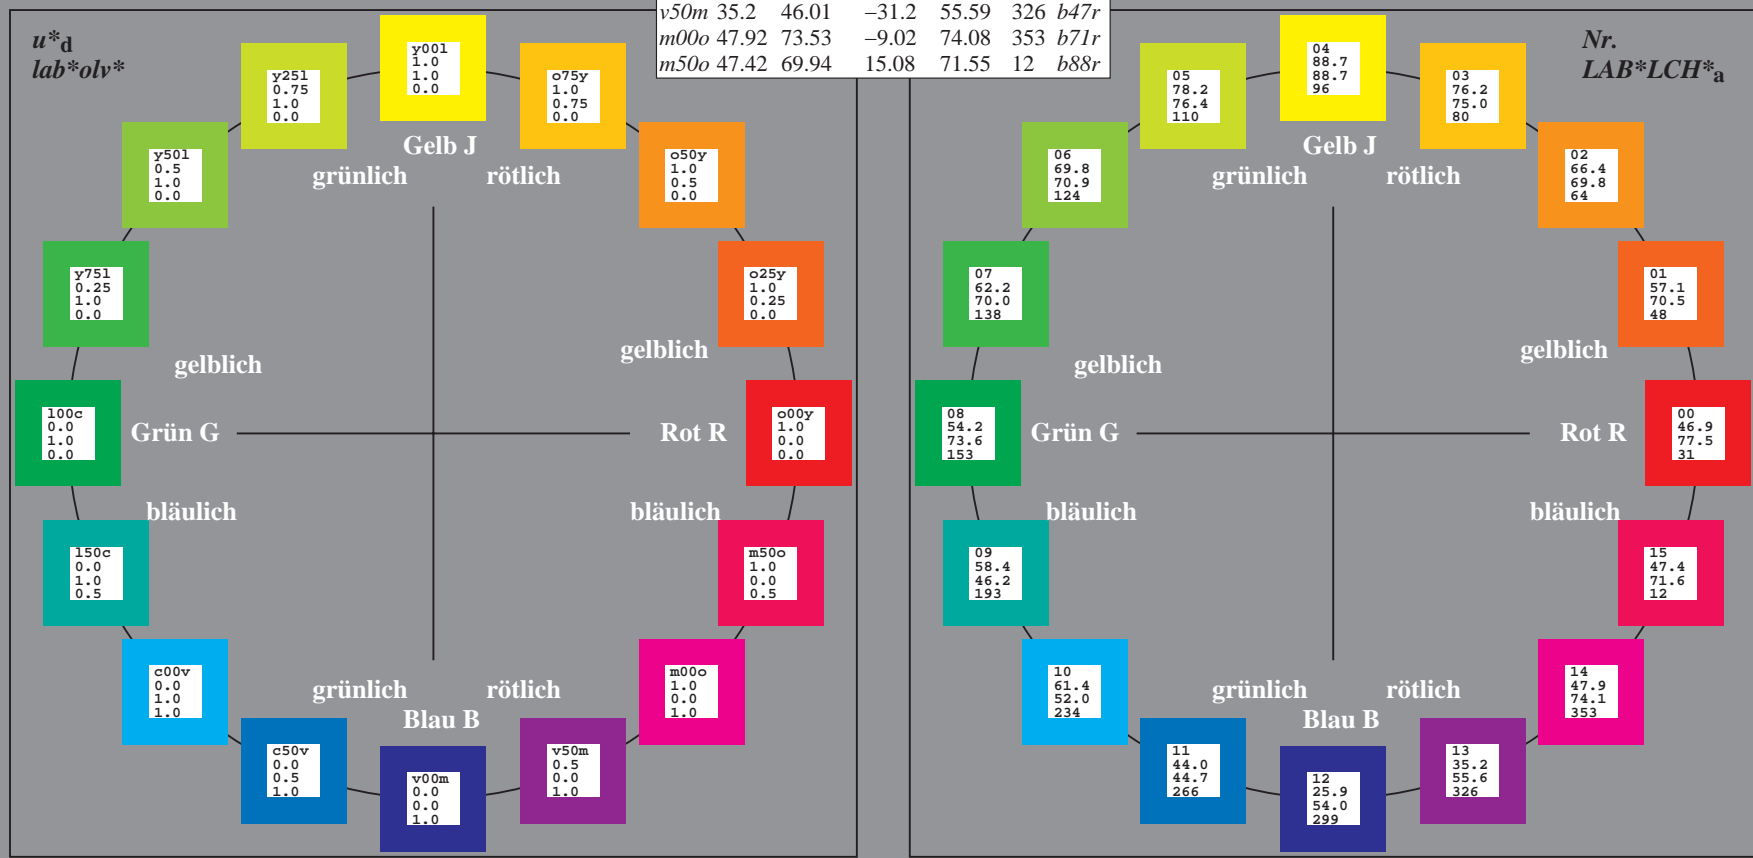 v50m 35.2 46.01 −31.2 55.59 326 b47r
m00o 47.92 73.53 −9.02 74.08 353 b71r
m50o 47.42 69.94 15.08 71.55 12 b88r
u*d
lab*olv*
y00l
1.0
1.0
0.0
y25l
0.75
1.0
0.0
o75y
1.0
0.75
0.0
y50l
0.5
1.0
0.0
o50y
1.0
0.5
0.0
Gelb J
grünlich rötlich
y75l
0.25
1.0
0.0
o25y
1.0
0.25
0.0
gelblich
gelblich
l00c
0.0
1.0
0.0
Grün G
Rot R
o00y
1.0
0.0
0.0
bläulich
bläulich
l50c
0.0
1.0
0.5
m50o
1.0
0.0
0.5
c00v
0.0
1.0
1.0
m00o
1.0
0.0
1.0
grünlich rötlich
Blau B
c50v
0.0
0.5
1.0
v00m
0.0
0.0
1.0
v50m
0.5
0.0
1.0
Nr.
LAB*LCH*a
04
88.7
88.7
96
05
78.2
76.4
110
03
76.2
75.0
80
06
69.8
70.9
124
02
66.4
69.8
64
Gelb J
grünlich rötlich
07
62.2
70.0
138
01
57.1
70.5
48
gelblich
gelblich
08
54.2
73.6
153
Grün G
Rot R
00
46.9
77.5
31
bläulich
bläulich
09
58.4
46.2
193
15
47.4
71.6
12
10
61.4
52.0
234
14
47.9
74.1
353
grünlich rötlich
Blau B
11
44.0
44.7
266
12
25.9
54.0
299
13
35.2
55.6
326